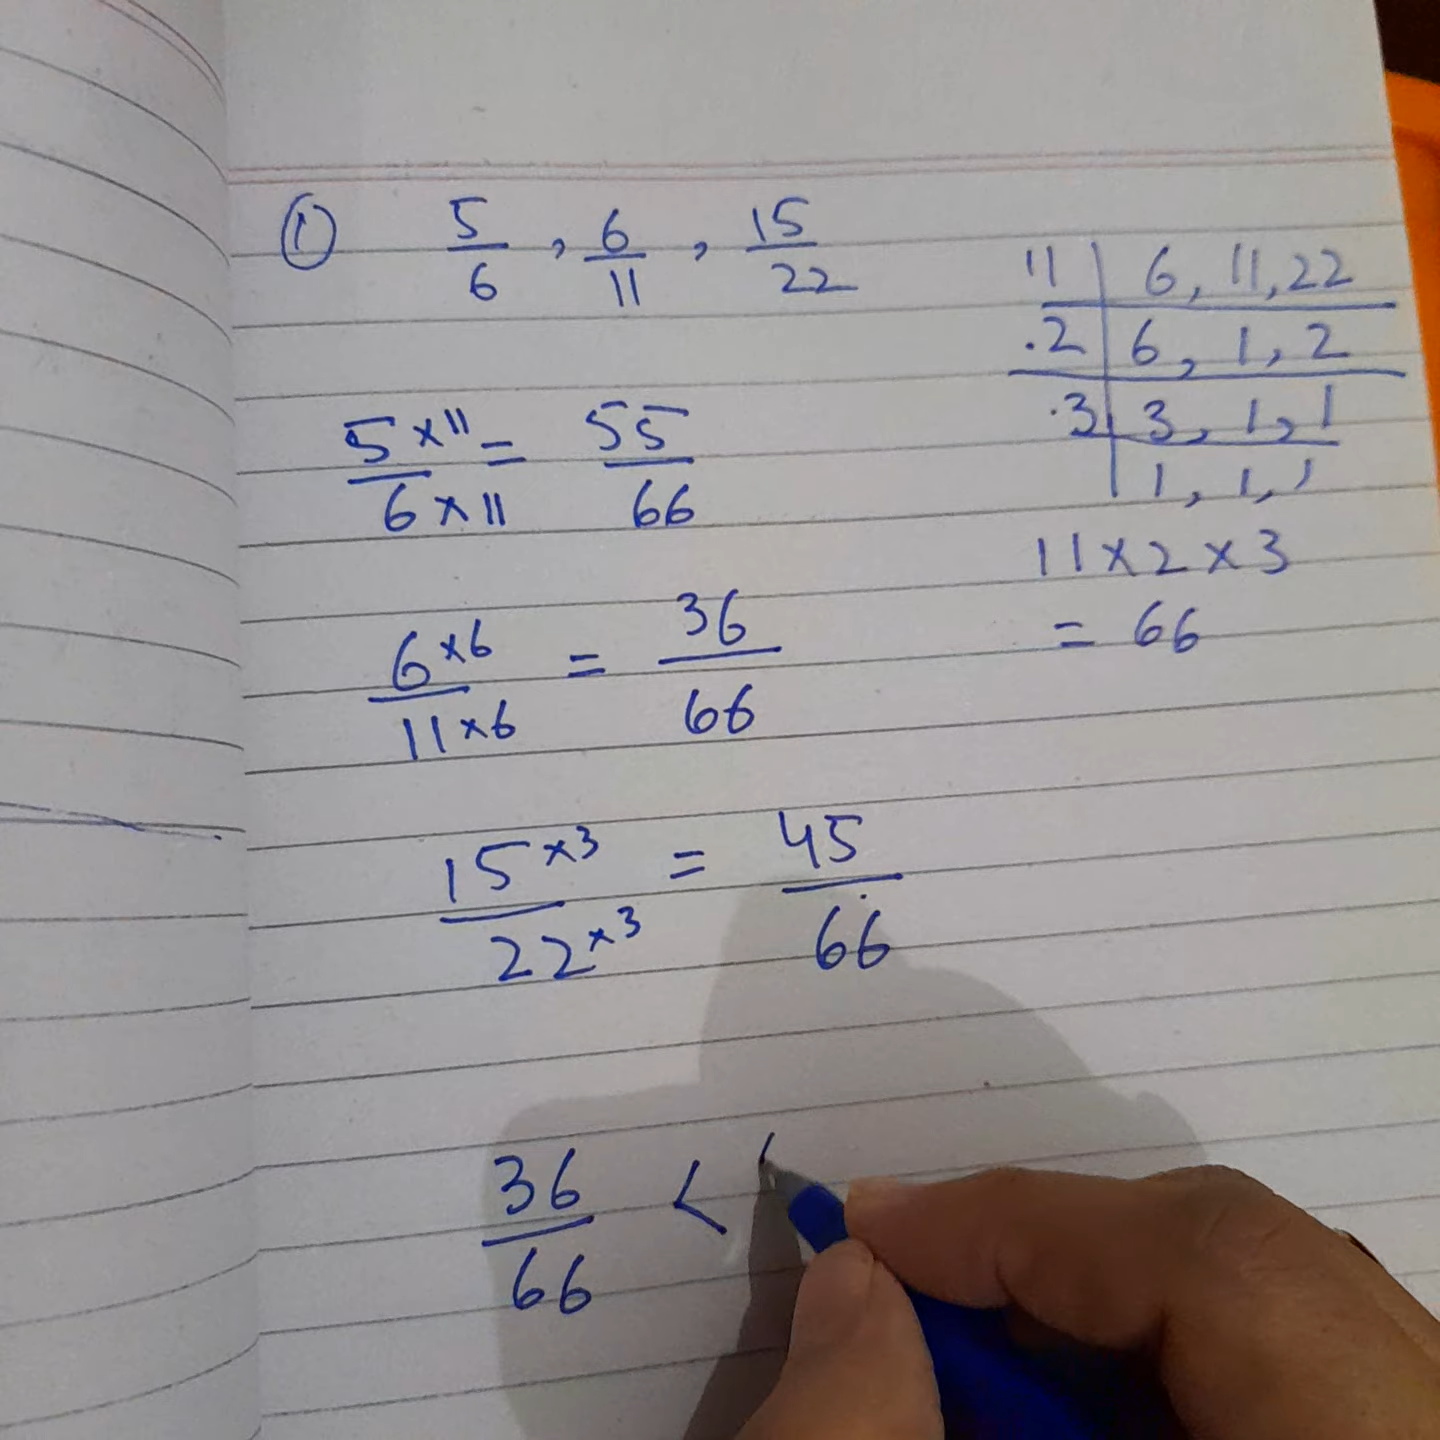 ① 5/6 , 6/11 , 15/22
11 | 6, 11, 22
.2 | 6, 1, 2
.3 | 3, 1, 1
| 1, 1, 1
11 x 2 x 3
= 66
5 x 11 / 6 x 11 = 55/66
6 x 6 / 11 x 6 = 36/66
15 x 3 / 22 x 3 = 45/66
36/66 <